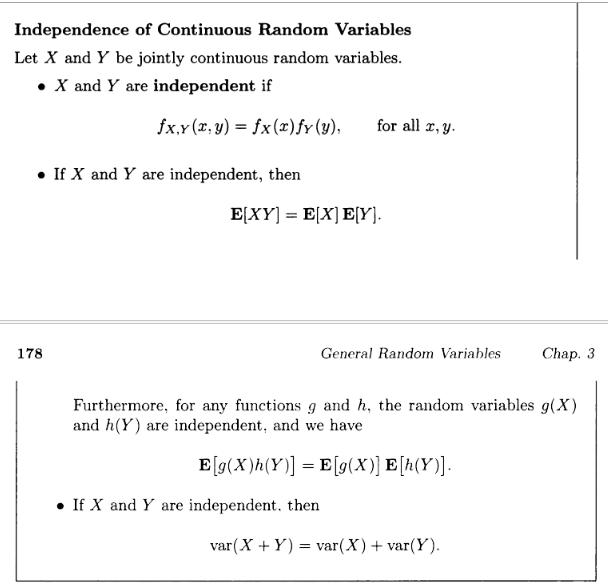 Independence of Continuous Random Variables
Let X and Y be jointly continuous random variables.
• X and Y are independent if
f_{X,Y}(x, y) = f_X(x)f_Y(y), for all x, y.
• If X and Y are independent, then
E[XY] = E[X] E[Y].
178 General Random Variables Chap. 3
Furthermore, for any functions g and h, the random variables g(X)
and h(Y) are independent, and we have
E[g(X)h(Y)] = E[g(X)] E[h(Y)].
• If X and Y are independent, then
var(X + Y) = var(X) + var(Y).